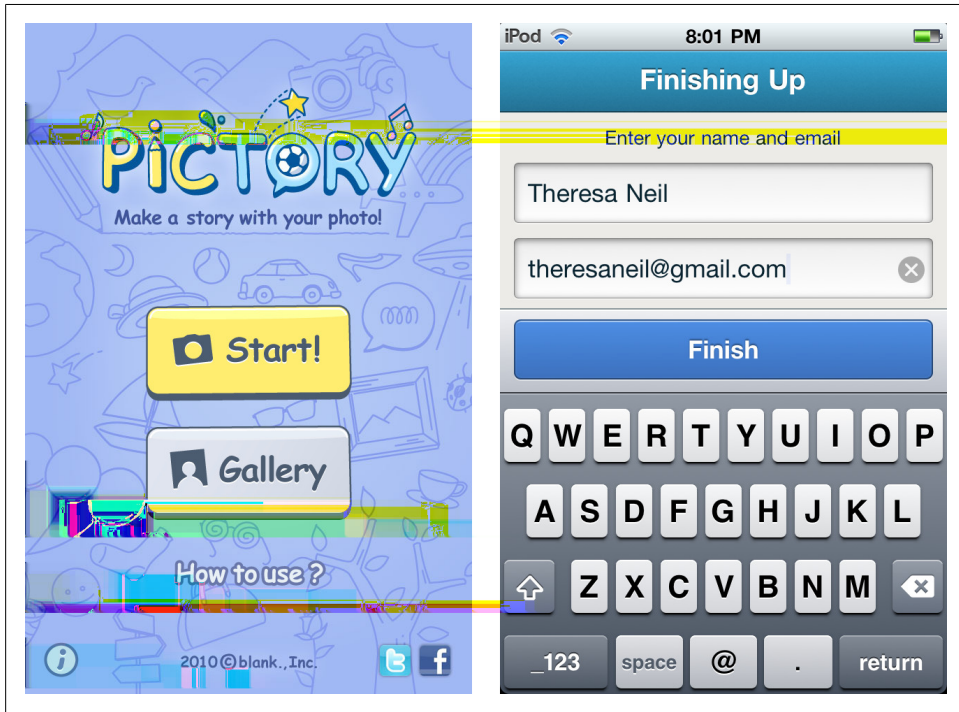 PiCTORY
Make a story with your photo!
Start!
Gallery
How to use ?
2010©blank.,Inc.
iPod
8:01 PM
Finishing Up
Enter your name and email
Theresa Neil
theresaneil@gmail.com
Finish
Q W E R T Y U I O P
A S D F G H J K L
Z X C V B N M
_123 space @ . return